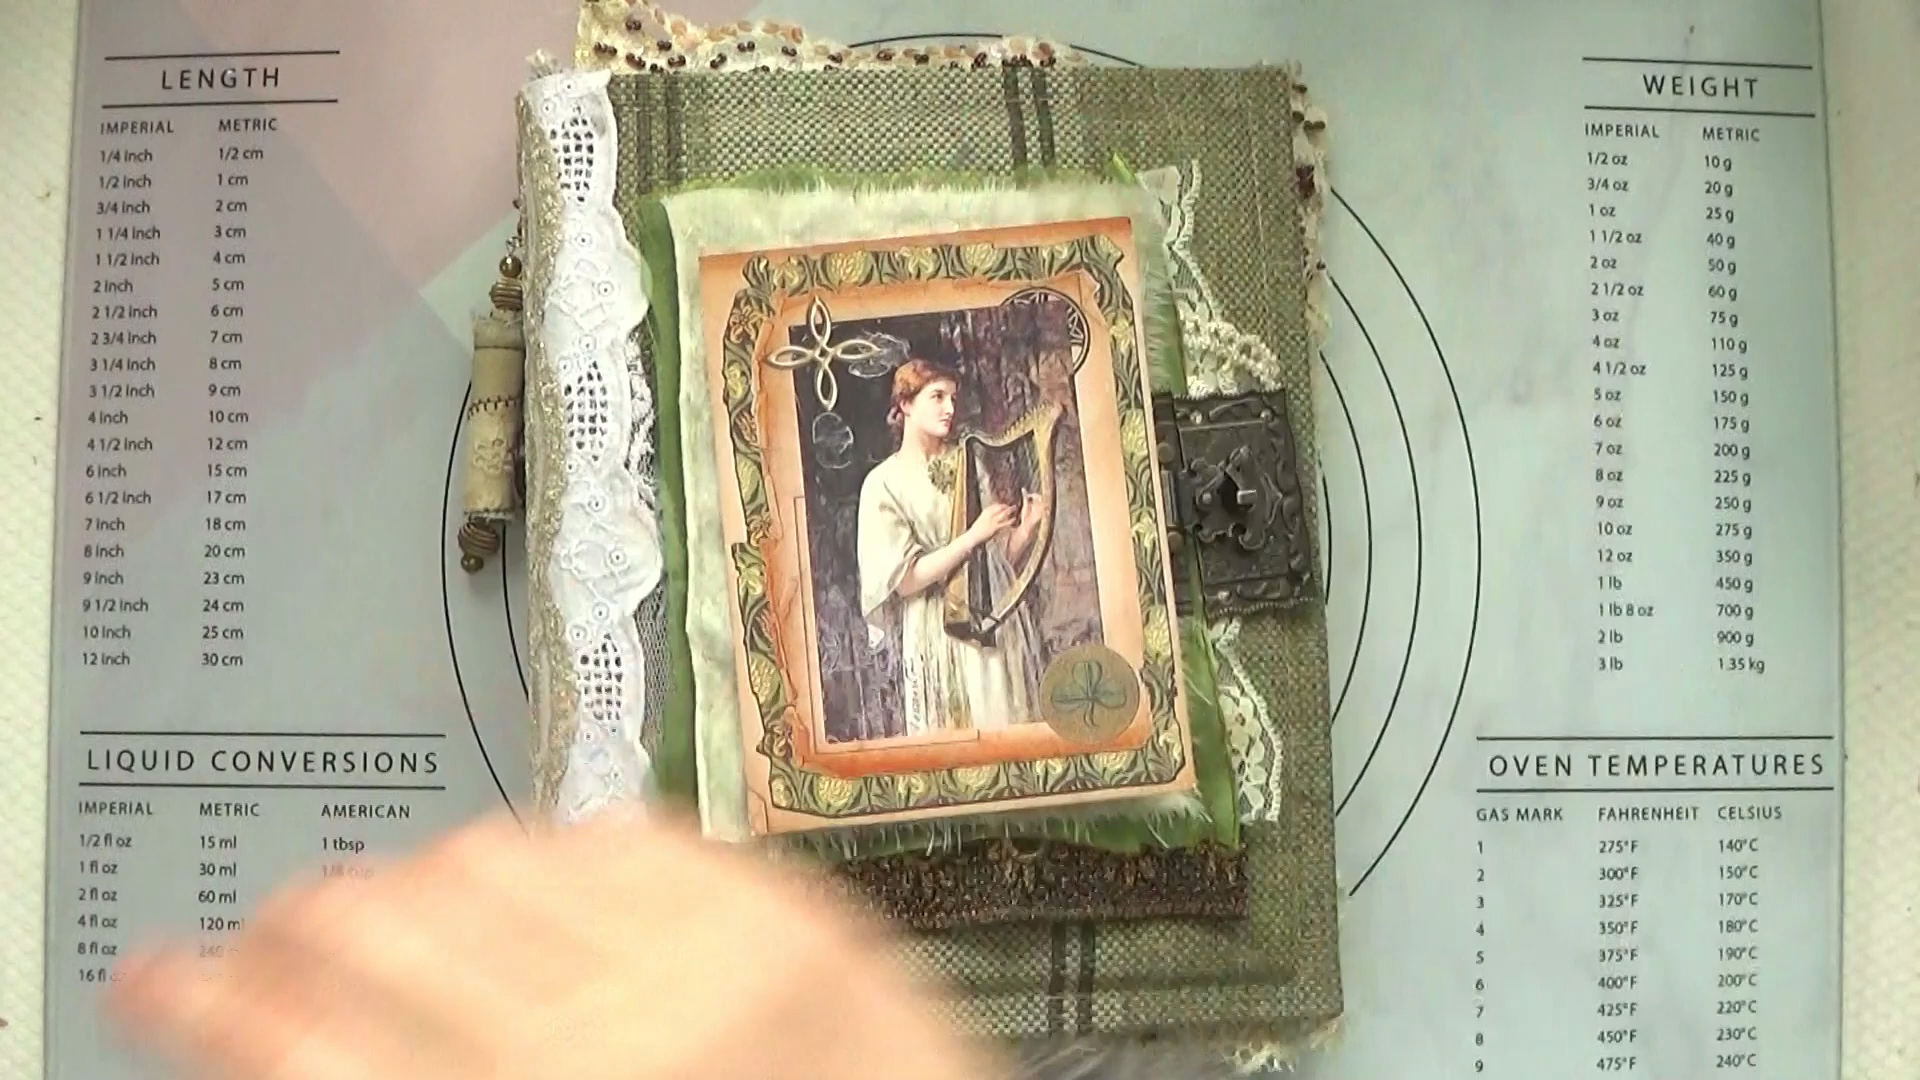 LENGTH
IMPERIAL METRIC
1/4 inch 1/2 cm
1/2 inch 1 cm
3/4 inch 2 cm
1 1/4 inch 3 cm
1 1/2 inch 4 cm
2 inch 5 cm
2 1/2 inch 6 cm
2 3/4 inch 7 cm
3 1/4 inch 8 cm
3 1/2 inch 9 cm
4 inch 10 cm
4 1/2 inch 12 cm
6 inch 15 cm
6 1/2 inch 17 cm
7 inch 18 cm
8 inch 20 cm
9 inch 23 cm
9 1/2 inch 24 cm
10 inch 25 cm
12 inch 30 cm
LIQUID CONVERSIONS
IMPERIAL METRIC AMERICAN
1/2 fl oz 15 ml 1 tbsp
1 fl oz 30 ml 1/8 cup
2 fl oz 60 ml
4 fl oz 120 ml
8 fl oz 240
16 fl
WEIGHT
IMPERIAL METRIC
1/2 oz 10 g
3/4 oz 20 g
1 oz 25 g
1 1/2 oz 40 g
2 oz 50 g
2 1/2 oz 60 g
3 oz 75 g
4 oz 110 g
4 1/2 oz 125 g
5 oz 150 g
6 oz 175 g
7 oz 200 g
8 oz 225 g
9 oz 250 g
10 oz 275 g
12 oz 350 g
1 lb 450 g
1 lb 8 oz 700 g
2 lb 900 g
3 lb 1.35 kg
OVEN TEMPERATURES
GAS MARK FAHRENHEIT CELSIUS
1 275°F 140°C
2 300°F 150°C
3 325°F 170°C
4 350°F 180°C
5 375°F 190°C
6 400°F 200°C
7 425°F 220°C
8 450°F 230°C
9 475°F 240°C